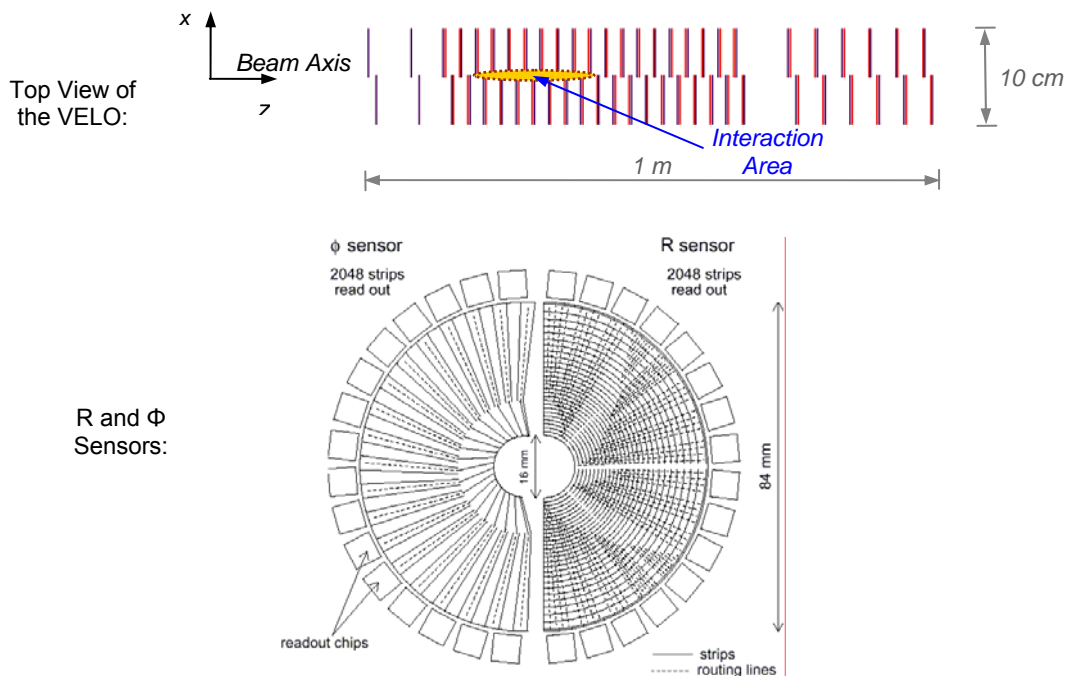 x
Beam Axis
z
Top View of
the VELO:
10 cm
Interaction
Area
1 m
ϕ sensor
2048 strips
read out
R sensor
2048 strips
read out
R and Φ
Sensors:
16 mm
84 mm
readout chips
strips
routing lines